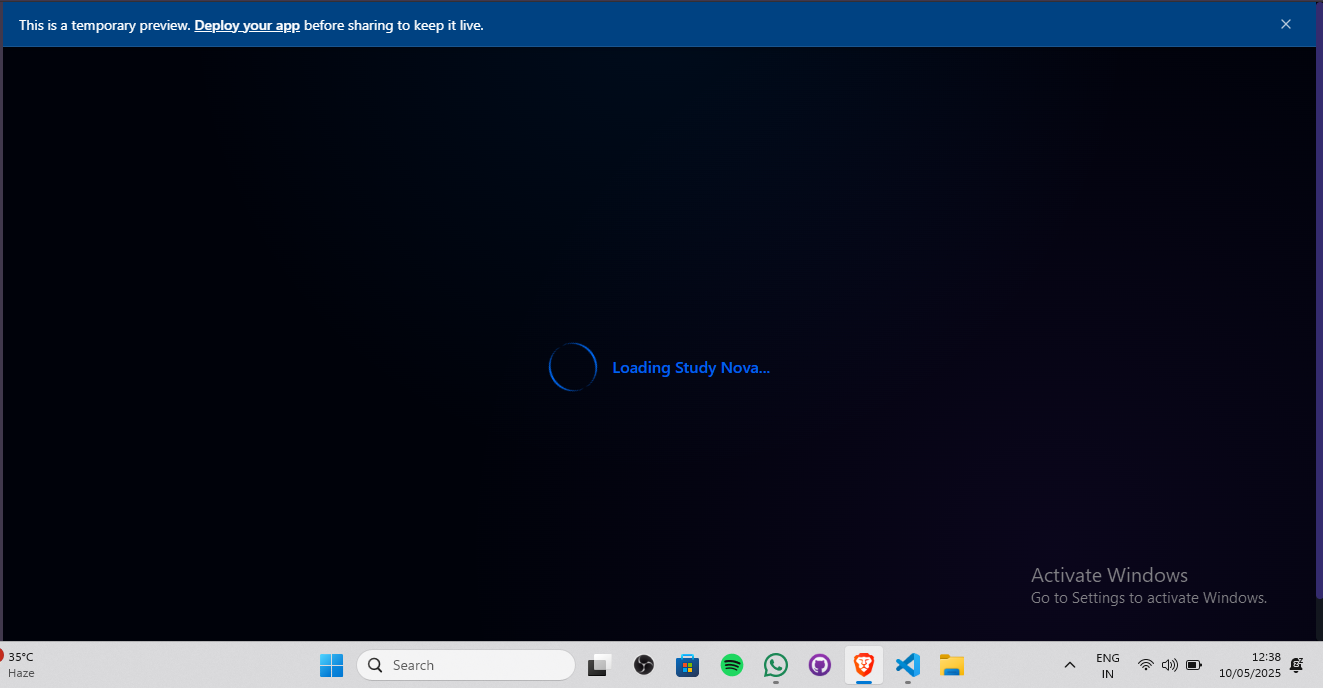 This is a temporary preview. Deploy your app before sharing to keep it live.
Loading Study Nova...
Activate Windows
Go to Settings to activate Windows.
35°C
Haze
Search
ENG
IN
12:38
10/05/2025